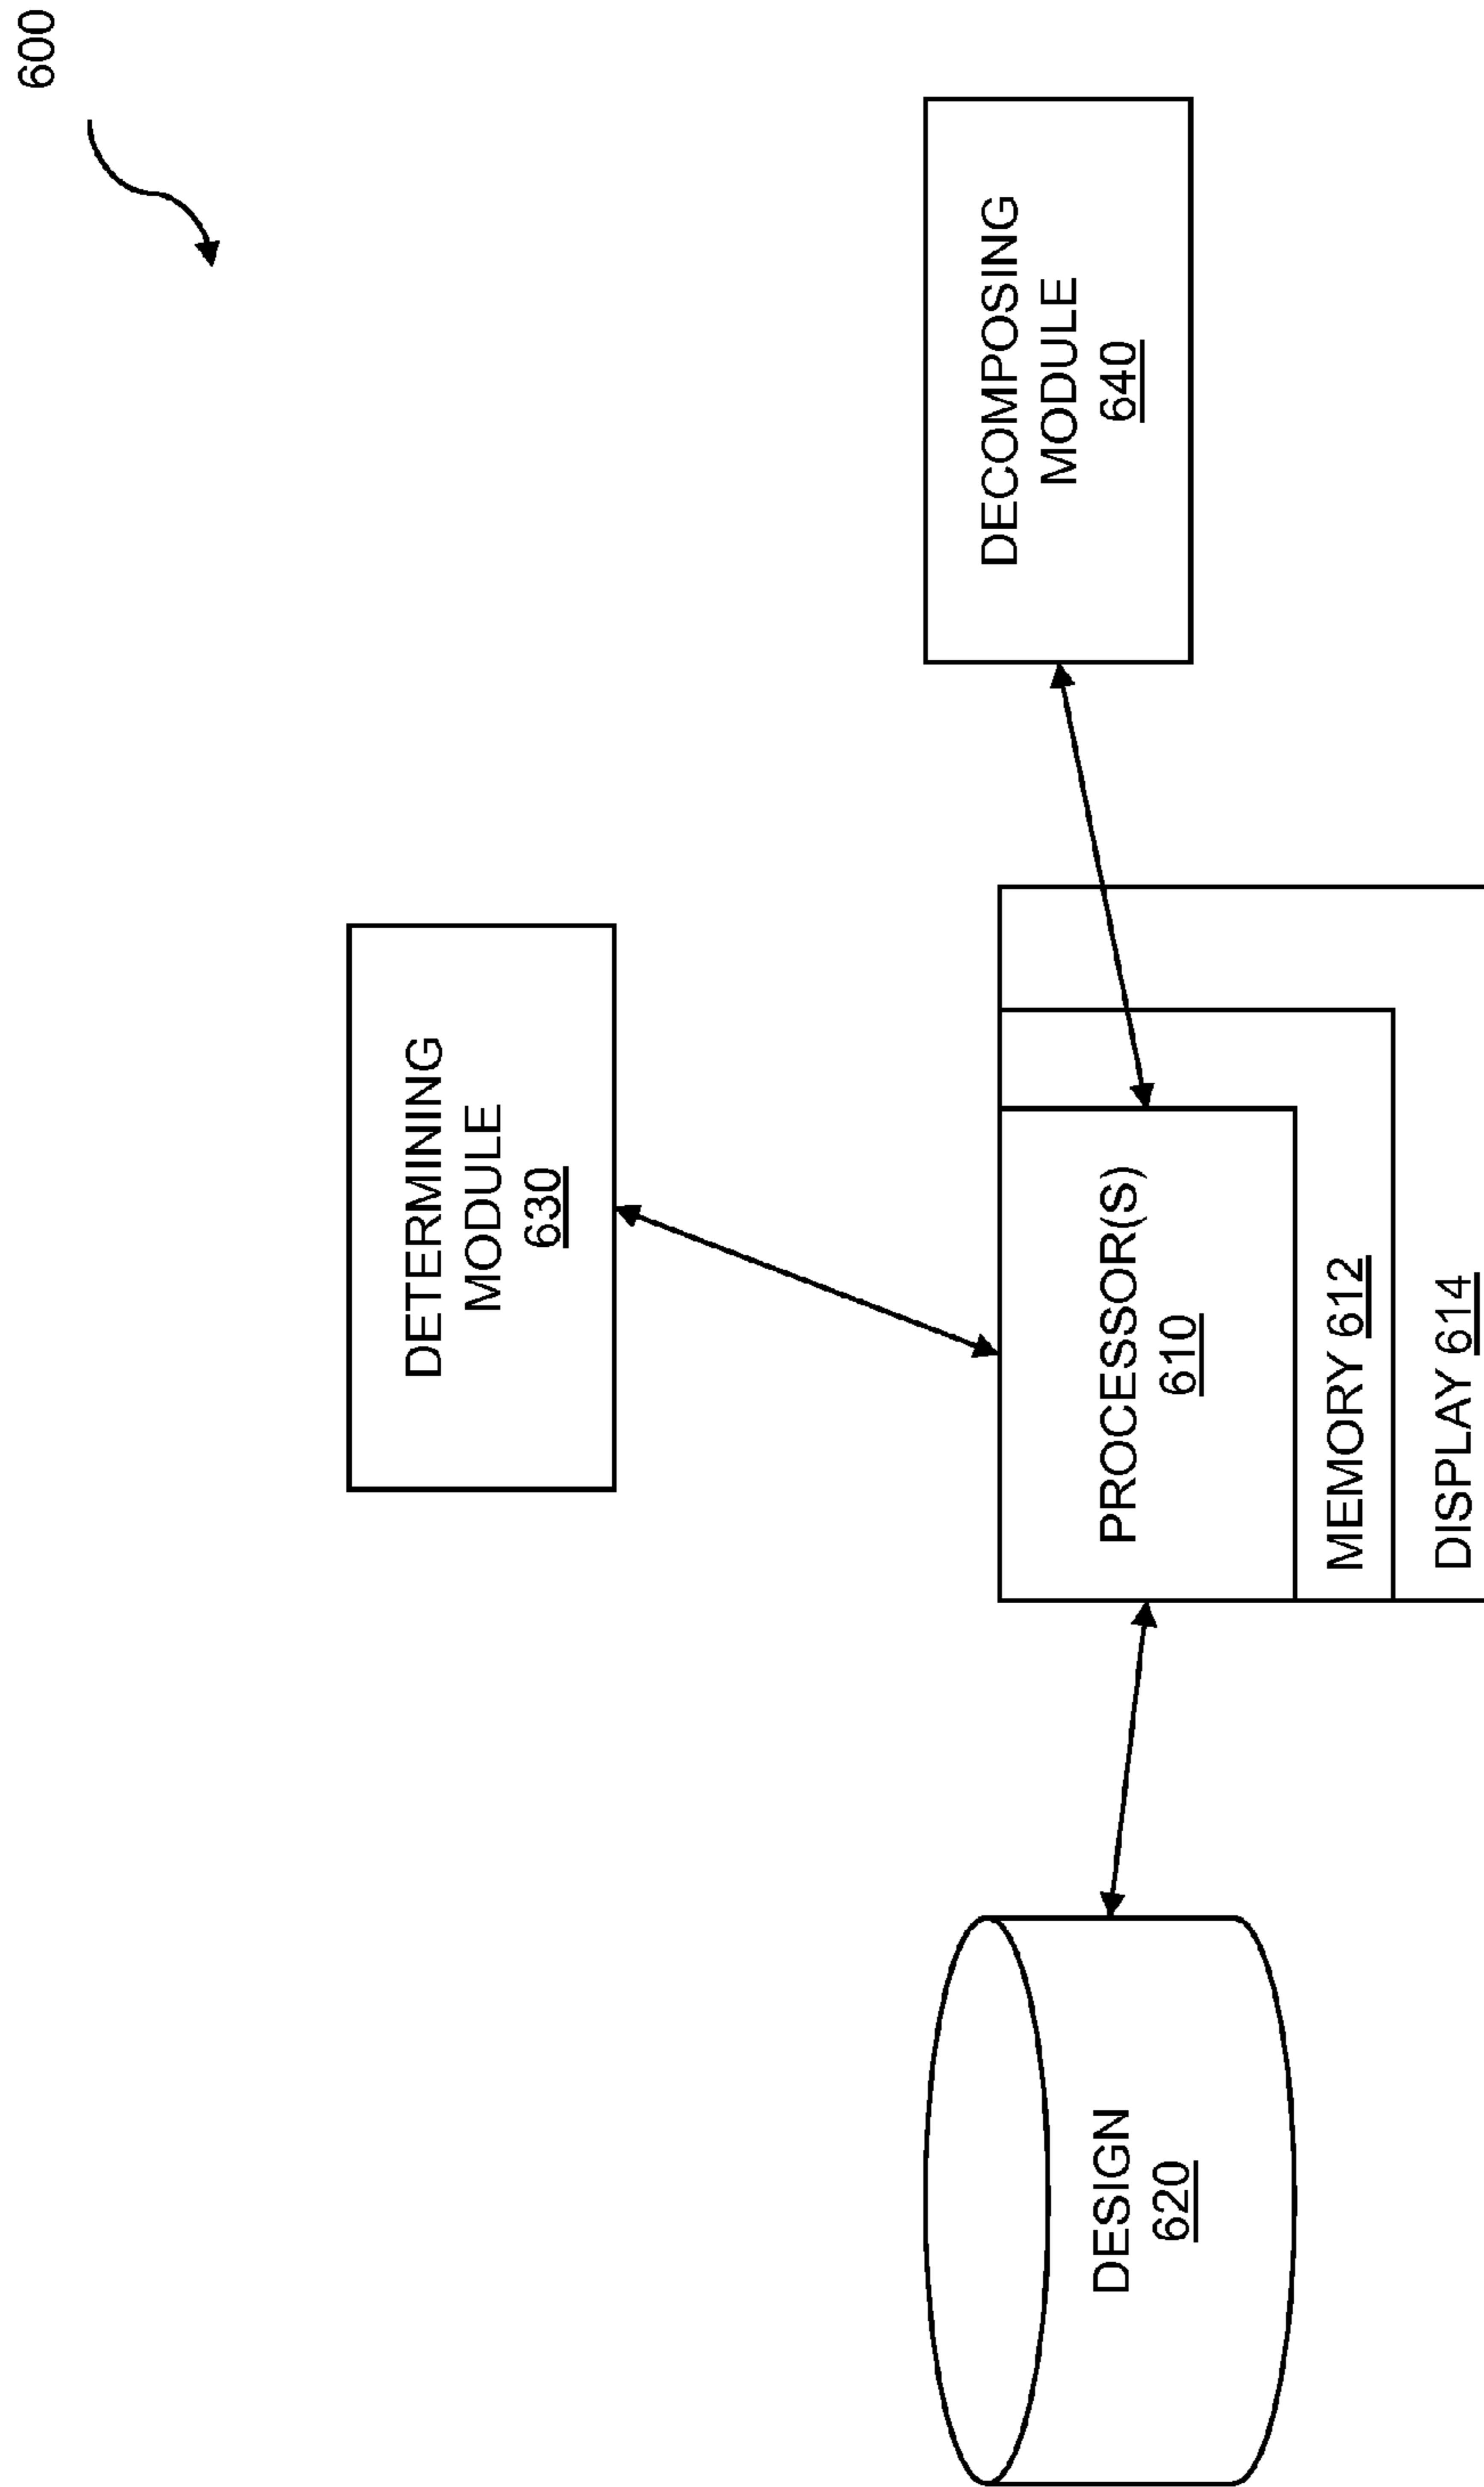 600
DETERMINING
MODULE
630
DESIGN
620
PROCESSOR(S)
610
MEMORY 612
DISPLAY 614
DECOMPOSING
MODULE
640